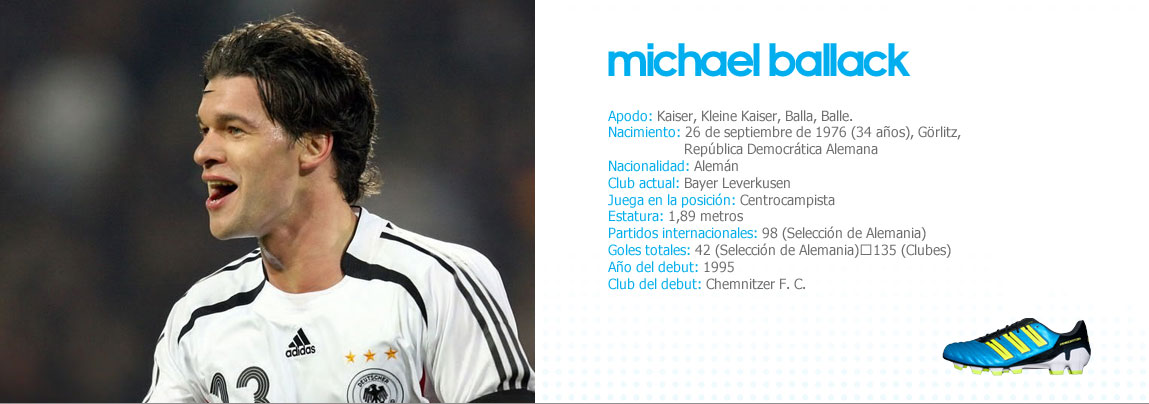 michael ballack
Apodo: Kaiser, Kleine Kaiser, Balla, Balle.
Nacimiento: 26 de septiembre de 1976 (34 años), Görlitz,
República Democrática Alemana
Nacionalidad: Alemán
Club actual: Bayer Leverkusen
Juega en la posición: Centrocampista
Estatura: 1,89 metros
Partidos internacionales: 98 (Selección de Alemania)
Goles totales: 42 (Selección de Alemania)□135 (Clubes)
Año del debut: 1995
Club del debut: Chemnitzer F. C.
adidas
13
DEUTSCHER